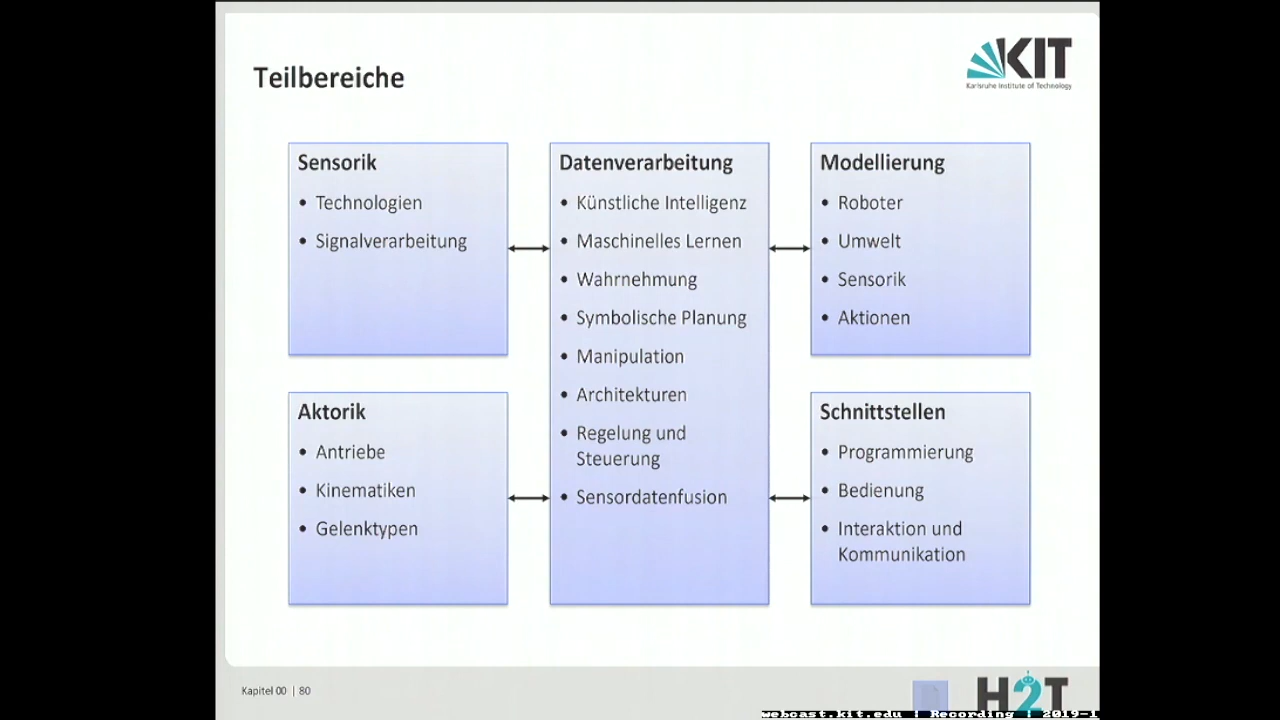 Teilbereiche
KIT
Karlsruhe Institute of Technology
Sensorik
• Technologien
• Signalverarbeitung
Datenverarbeitung
• Künstliche Intelligenz
• Maschinelles Lernen
• Wahrnehmung
• Symbolische Planung
• Manipulation
• Architekturen
• Regelung und
Steuerung
• Sensordatenfusion
Modellierung
• Roboter
• Umwelt
• Sensorik
• Aktionen
Aktorik
• Antriebe
• Kinematiken
• Gelenktypen
Schnittstellen
• Programmierung
• Bedienung
• Interaktion und
Kommunikation
Kapitel 00 | 80
H2T
webcast.kit.edu | Recording | 2019-1